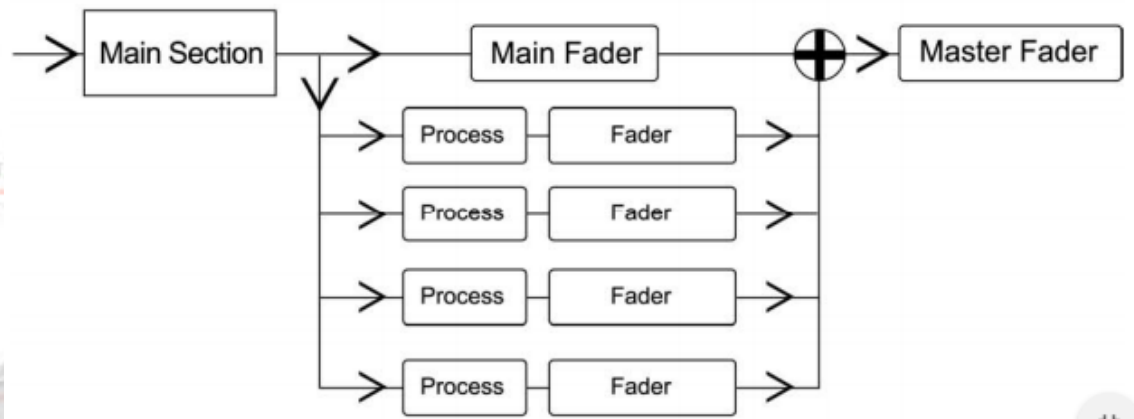 Main Section
Main Fader
Master Fader
Process
Fader
Process
Fader
Process
Fader
Process
Fader